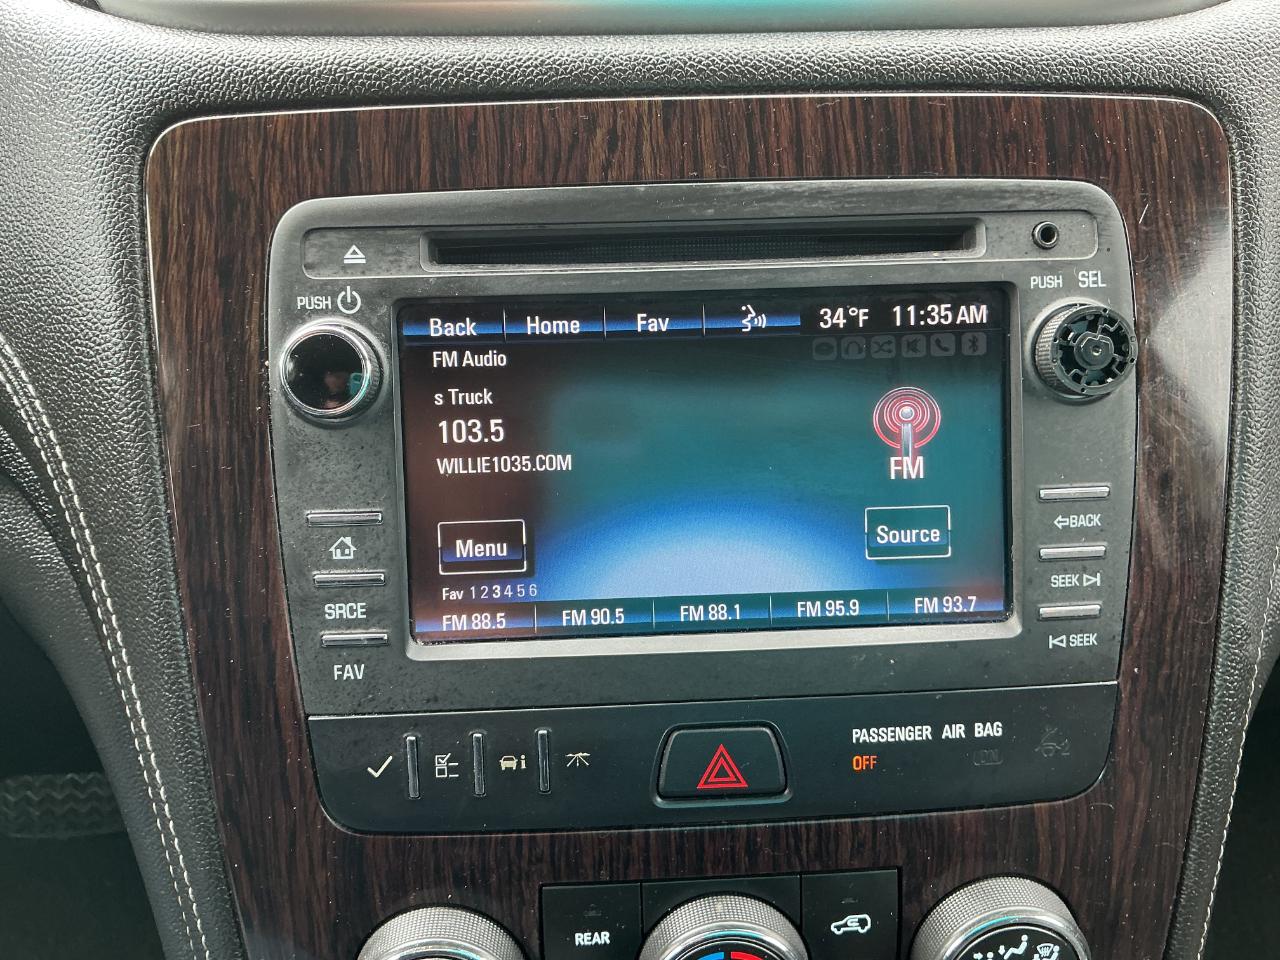 PUSH
PUSH SEL
Back Home Fav 34°F 11:35 AM
FM Audio
s Truck
103.5
WILLIE1035.COM
FM
Menu
Source
Fav 1 2 3 4 5 6
FM 88.5 FM 90.5 FM 88.1 FM 95.9 FM 93.7
SRCE
FAV
BACK
SEEK
SEEK
PASSENGER AIR BAG
OFF ON
REAR